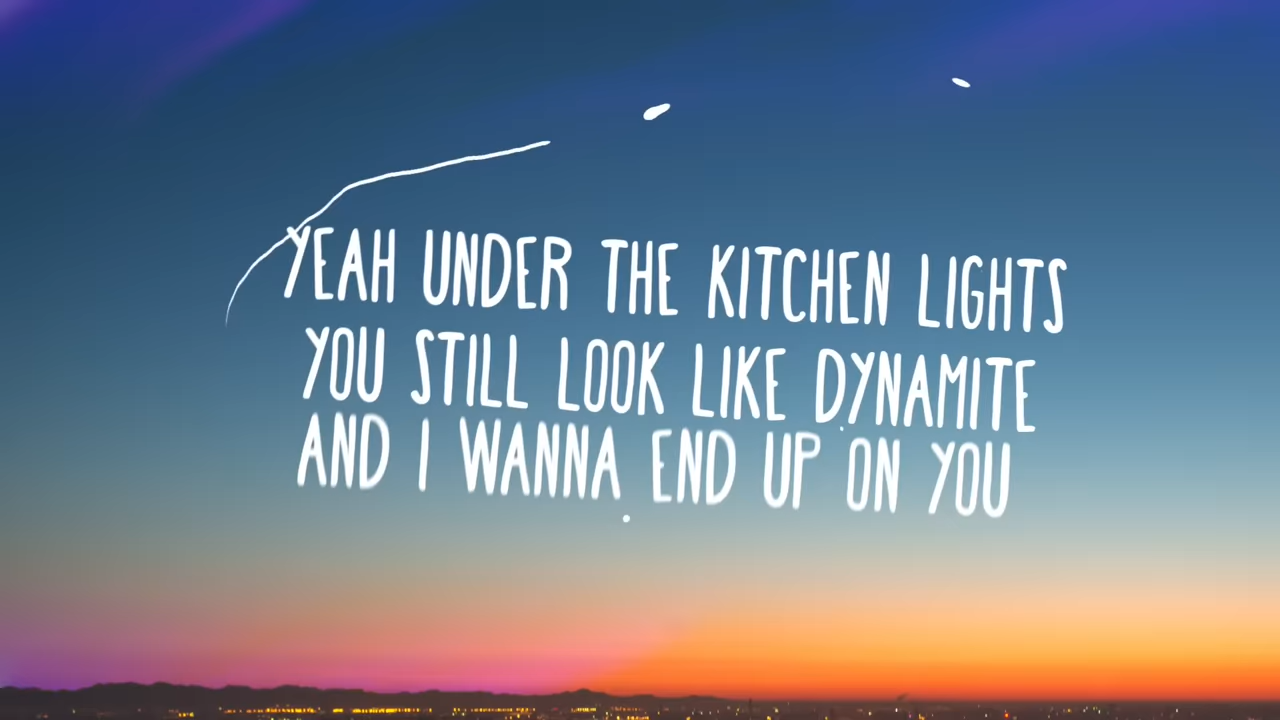 YEAH UNDER THE KITCHEN LIGHTS
YOU STILL LOOK LIKE DYNAMITE
AND I WANNA END UP ON YOU